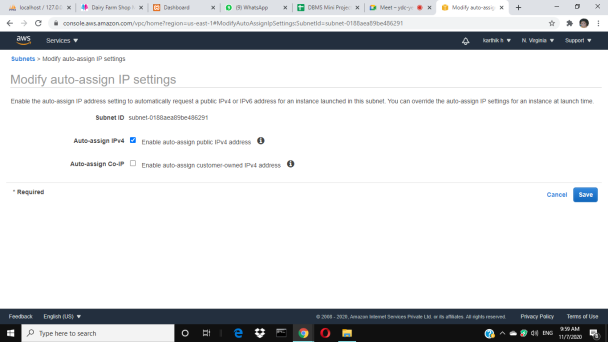 localhost / 127.0.
Dairy Farm Shop
Dashboard
(9) WhatsApp
DBMS Mini Projec
Meet – ydc-y
Modify auto-assig
console.aws.amazon.com/vpc/home?region=us-east-1#ModifyAutoAssignIpSettings:SubnetId=subnet-0188aea89be486291
aws Services ▼ karthik h ▼ N. Virginia ▼ Support ▼
Subnets > Modify auto-assign IP settings
Modify auto-assign IP settings
Enable the auto-assign IP address setting to automatically request a public IPv4 or IPv6 address for an instance launched in this subnet. You can override the auto-assign IP settings for an instance at launch time.
Subnet ID subnet-0188aea89be486291
Auto-assign IPv4 Enable auto-assign public IPv4 address
Auto-assign Co-IP Enable auto-assign customer-owned IPv4 address
* Required
Cancel Save
Feedback English (US) ▼ © 2008 - 2020, Amazon Internet Services Private Ltd. or its affiliates. All rights reserved. Privacy Policy Terms of Use
Type here to search
ENG
9:59 AM
11/7/2020